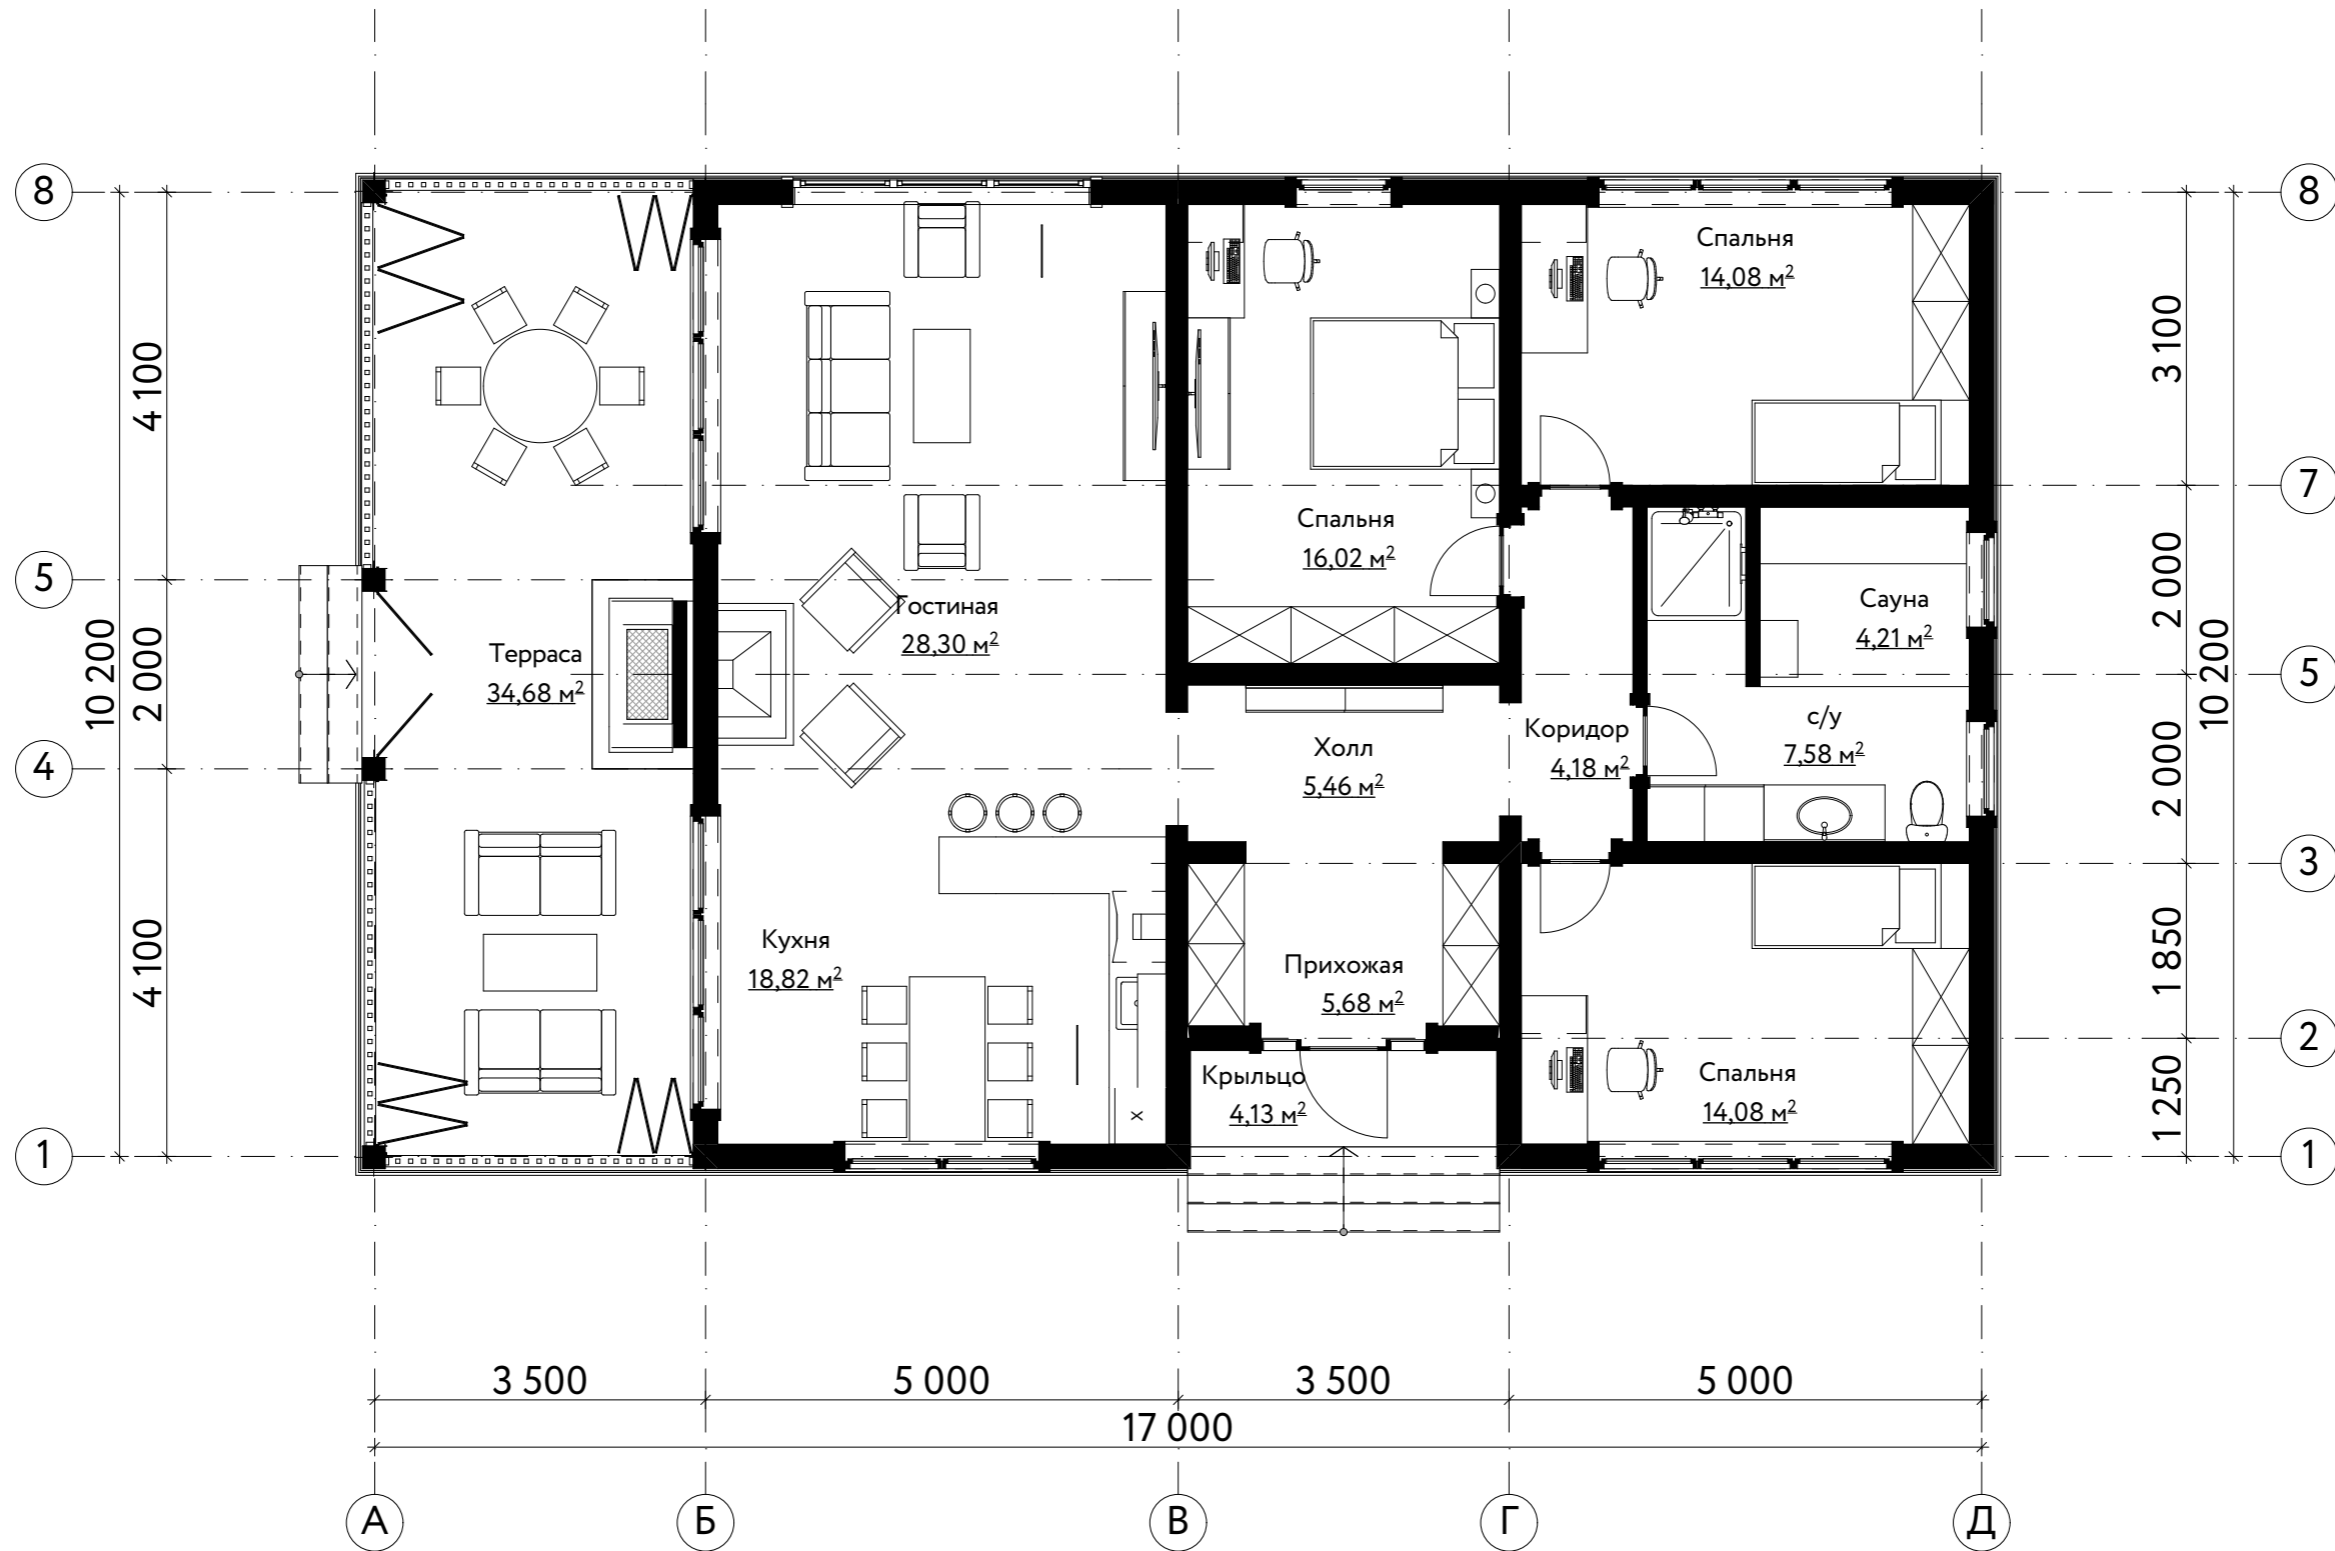 8
8
Спальня
14,08 м²
4 100
3 100
7
Спальня
16,02 м²
5
2 000
Гостиная
28,30 м²
Сауна
4,21 м²
10 200
2 000
Терраса
34,68 м²
5
10 200
Коридор
4,18 м²
с/у
7,58 м²
Холл
5,46 м²
4
2 000
3
4 100
1 850
Кухня
18,82 м²
Прихожая
5,68 м²
2
Крыльцо
4,13 м²
Спальня
14,08 м²
x
1 250
1
1
3 500
5 000
3 500
5 000
17 000
А
Б
В
Г
Д